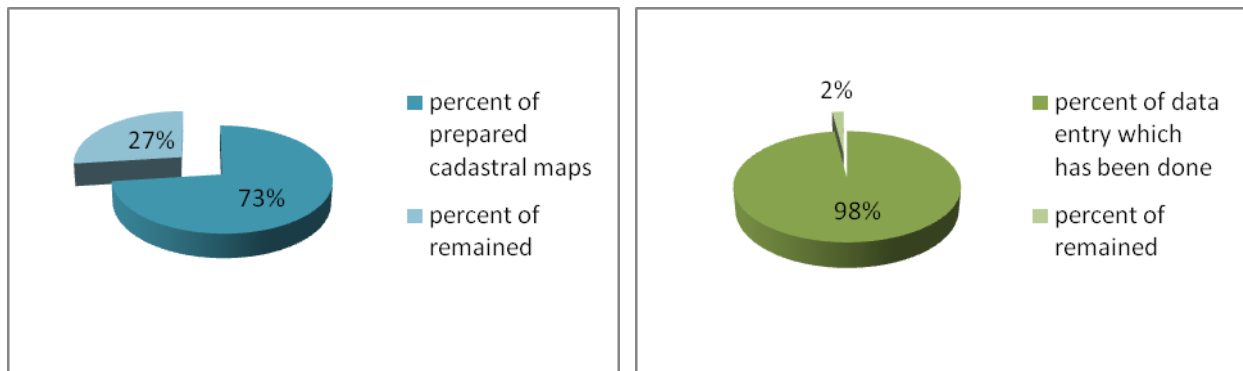 27%
73%
percent of
prepared
cadastral maps
percent of
remained
2%
98%
percent of data
entry which
has been done
percent of
remained